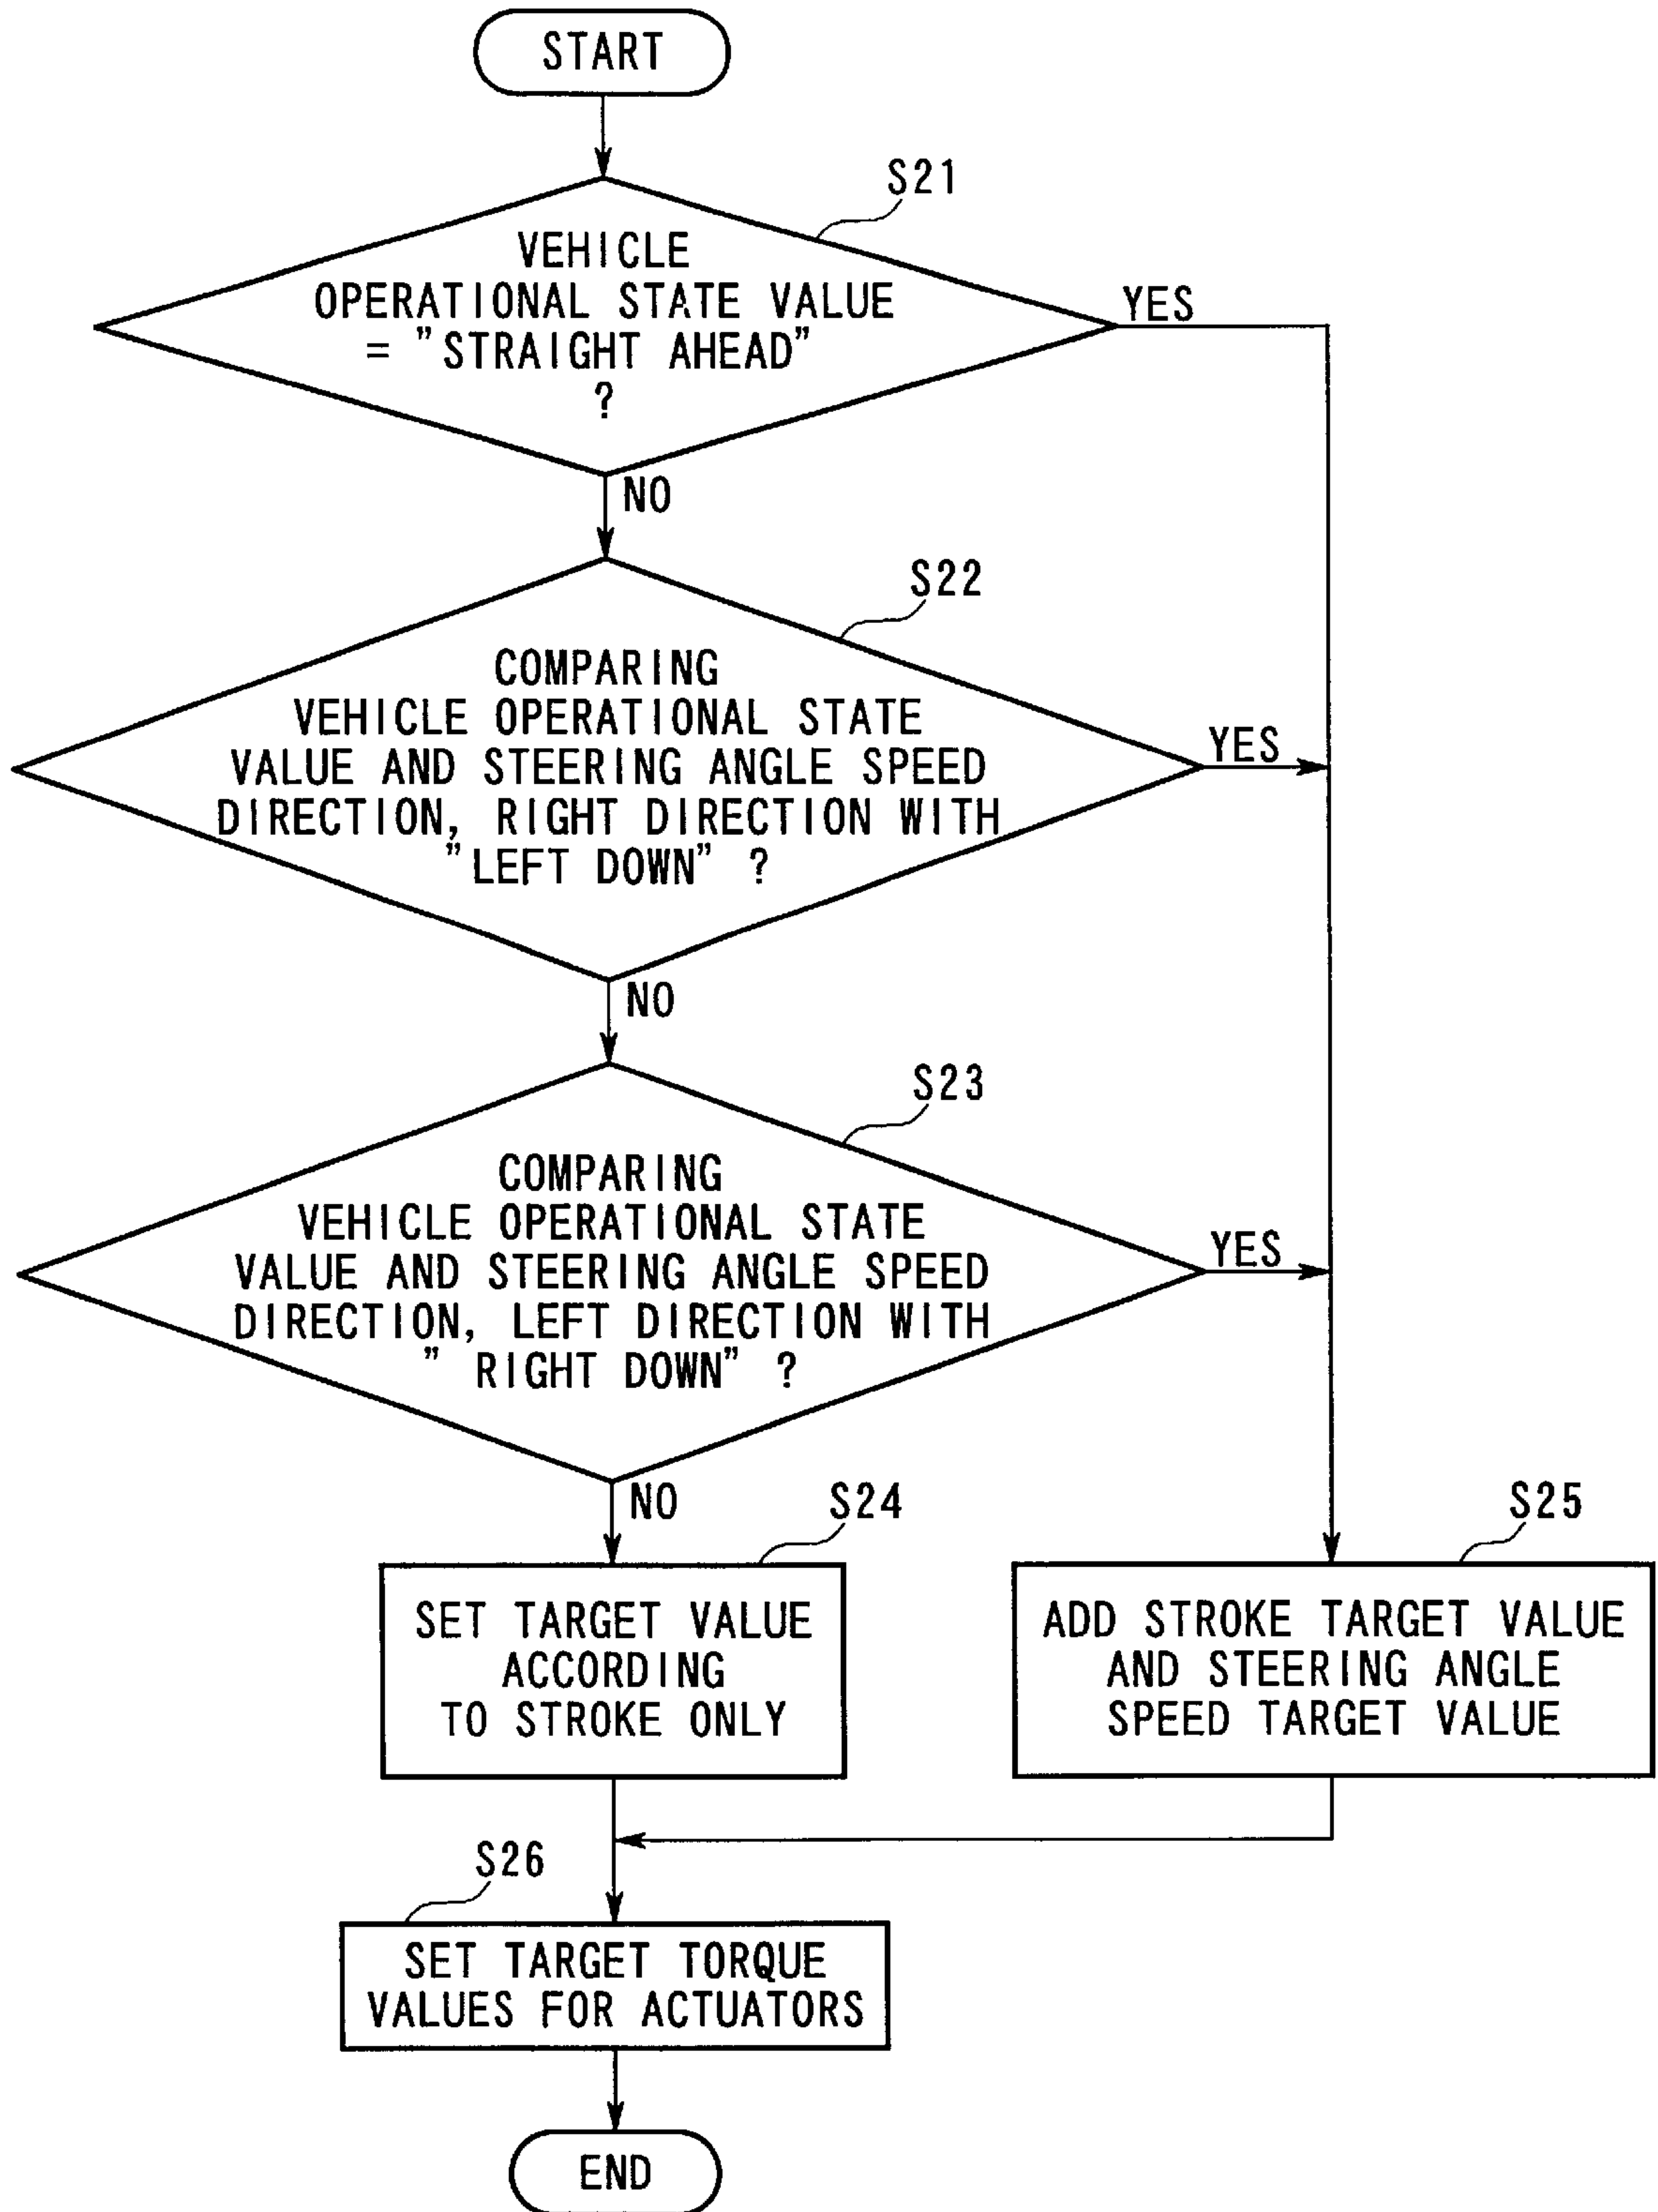 START
S21
VEHICLE
OPERATIONAL STATE VALUE
= "STRAIGHT AHEAD"
?
YES
NO
S22
COMPARING
VEHICLE OPERATIONAL STATE
VALUE AND STEERING ANGLE SPEED
DIRECTION, RIGHT DIRECTION WITH
"LEFT DOWN" ?
YES
NO
S23
COMPARING
VEHICLE OPERATIONAL STATE
VALUE AND STEERING ANGLE SPEED
DIRECTION, LEFT DIRECTION WITH
" RIGHT DOWN" ?
YES
NO
S24
SET TARGET VALUE
ACCORDING
TO STROKE ONLY
S25
ADD STROKE TARGET VALUE
AND STEERING ANGLE
SPEED TARGET VALUE
S26
SET TARGET TORQUE
VALUES FOR ACTUATORS
END